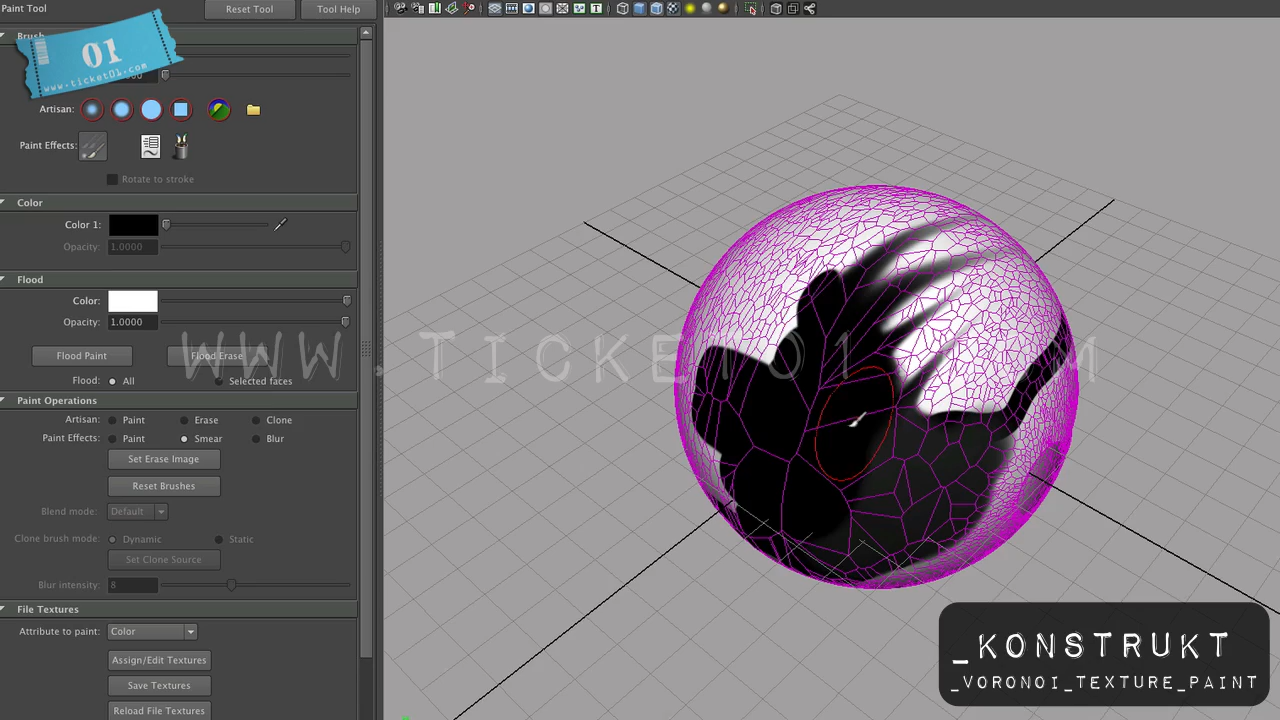 Paint Tool
Reset Tool
Tool Help
Brush
01
www.ticket01.com
Artisan:
Paint Effects:
Rotate to stroke
Color
Color 1:
Opacity: 1.0000
Flood
Color:
Opacity: 1.0000
Flood Paint
Flood Erase
Flood: All Selected faces
WWW.TICKET01
Paint Operations
Artisan: Paint Erase Clone
Paint Effects: Paint Smear Blur
Set Erase Image
Reset Brushes
Blend mode: Default
Clone brush mode: Dynamic Static
Set Clone Source
Blur intensity: 8
File Textures
Attribute to paint: Color
Assign/Edit Textures
Save Textures
Reload File Textures
_KONSTRUKT
_VORONOI_TEXTURE_PAINT